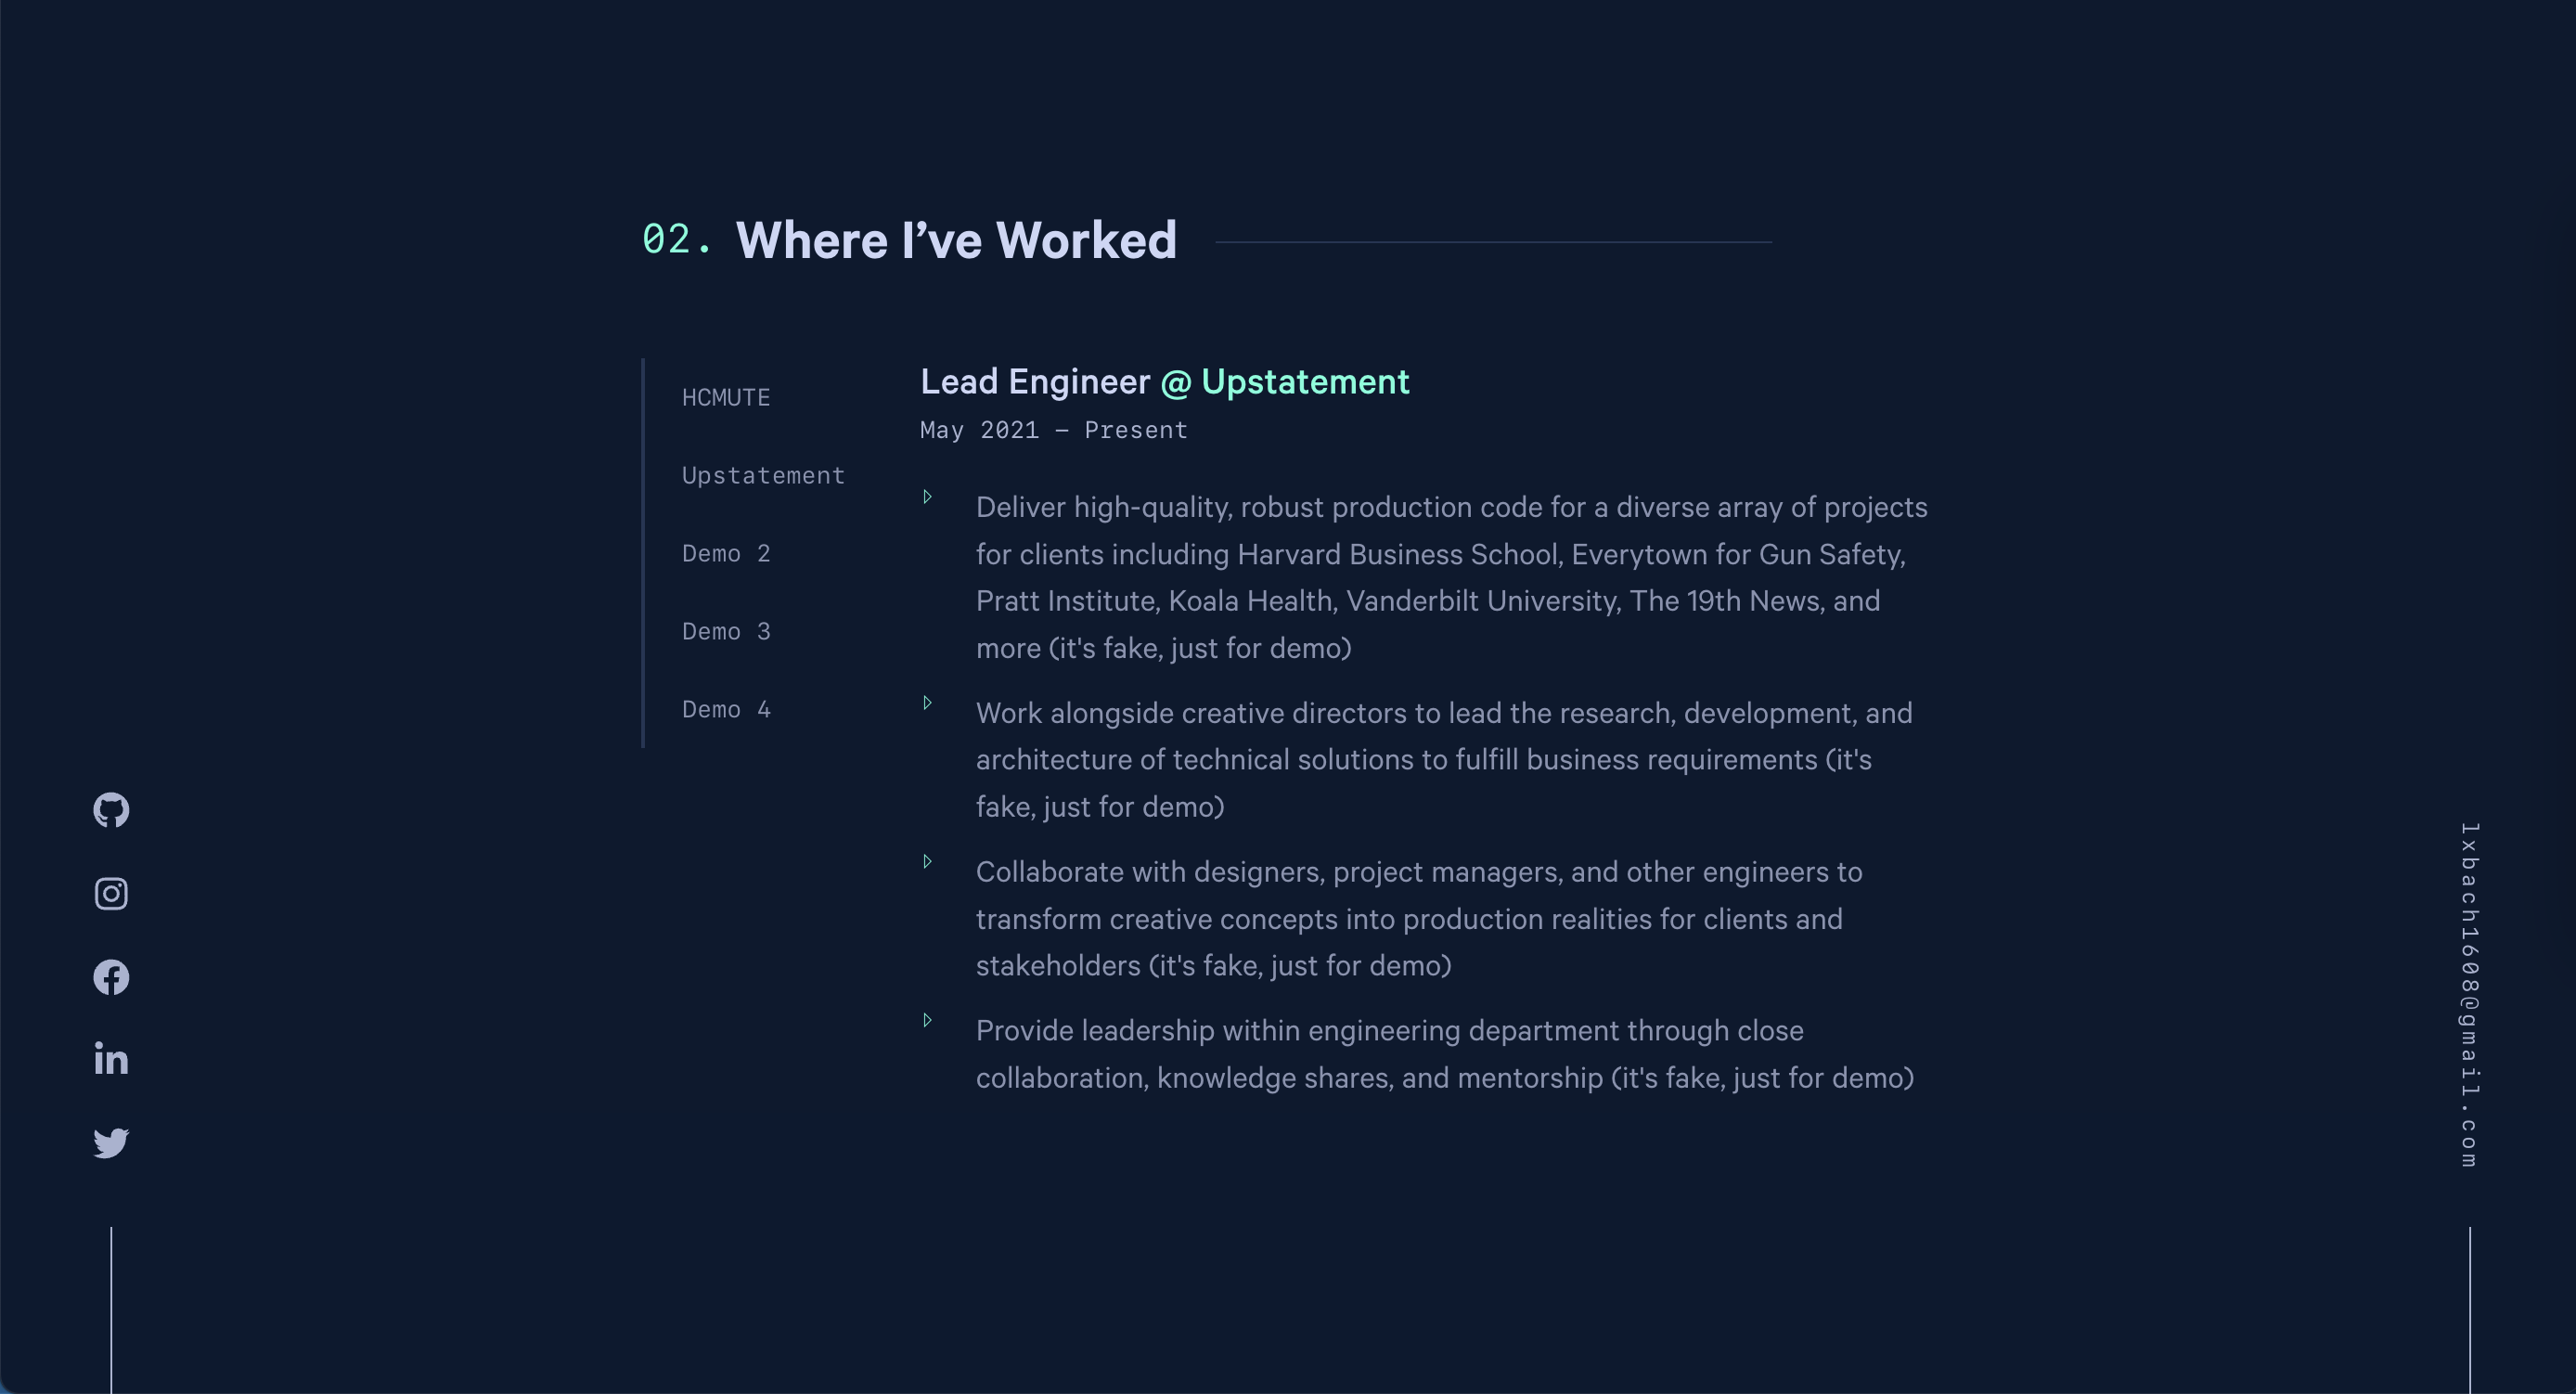 02. Where I’ve Worked
HCMUTE
Upstatement
Demo 2
Demo 3
Demo 4
Lead Engineer @ Upstatement
May 2021 — Present
Deliver high-quality, robust production code for a diverse array of projects
for clients including Harvard Business School, Everytown for Gun Safety,
Pratt Institute, Koala Health, Vanderbilt University, The 19th News, and
more (it's fake, just for demo)
Work alongside creative directors to lead the research, development, and
architecture of technical solutions to fulfill business requirements (it's
fake, just for demo)
Collaborate with designers, project managers, and other engineers to
transform creative concepts into production realities for clients and
stakeholders (it's fake, just for demo)
Provide leadership within engineering department through close
collaboration, knowledge shares, and mentorship (it's fake, just for demo)
lxbach1608@gmail.com